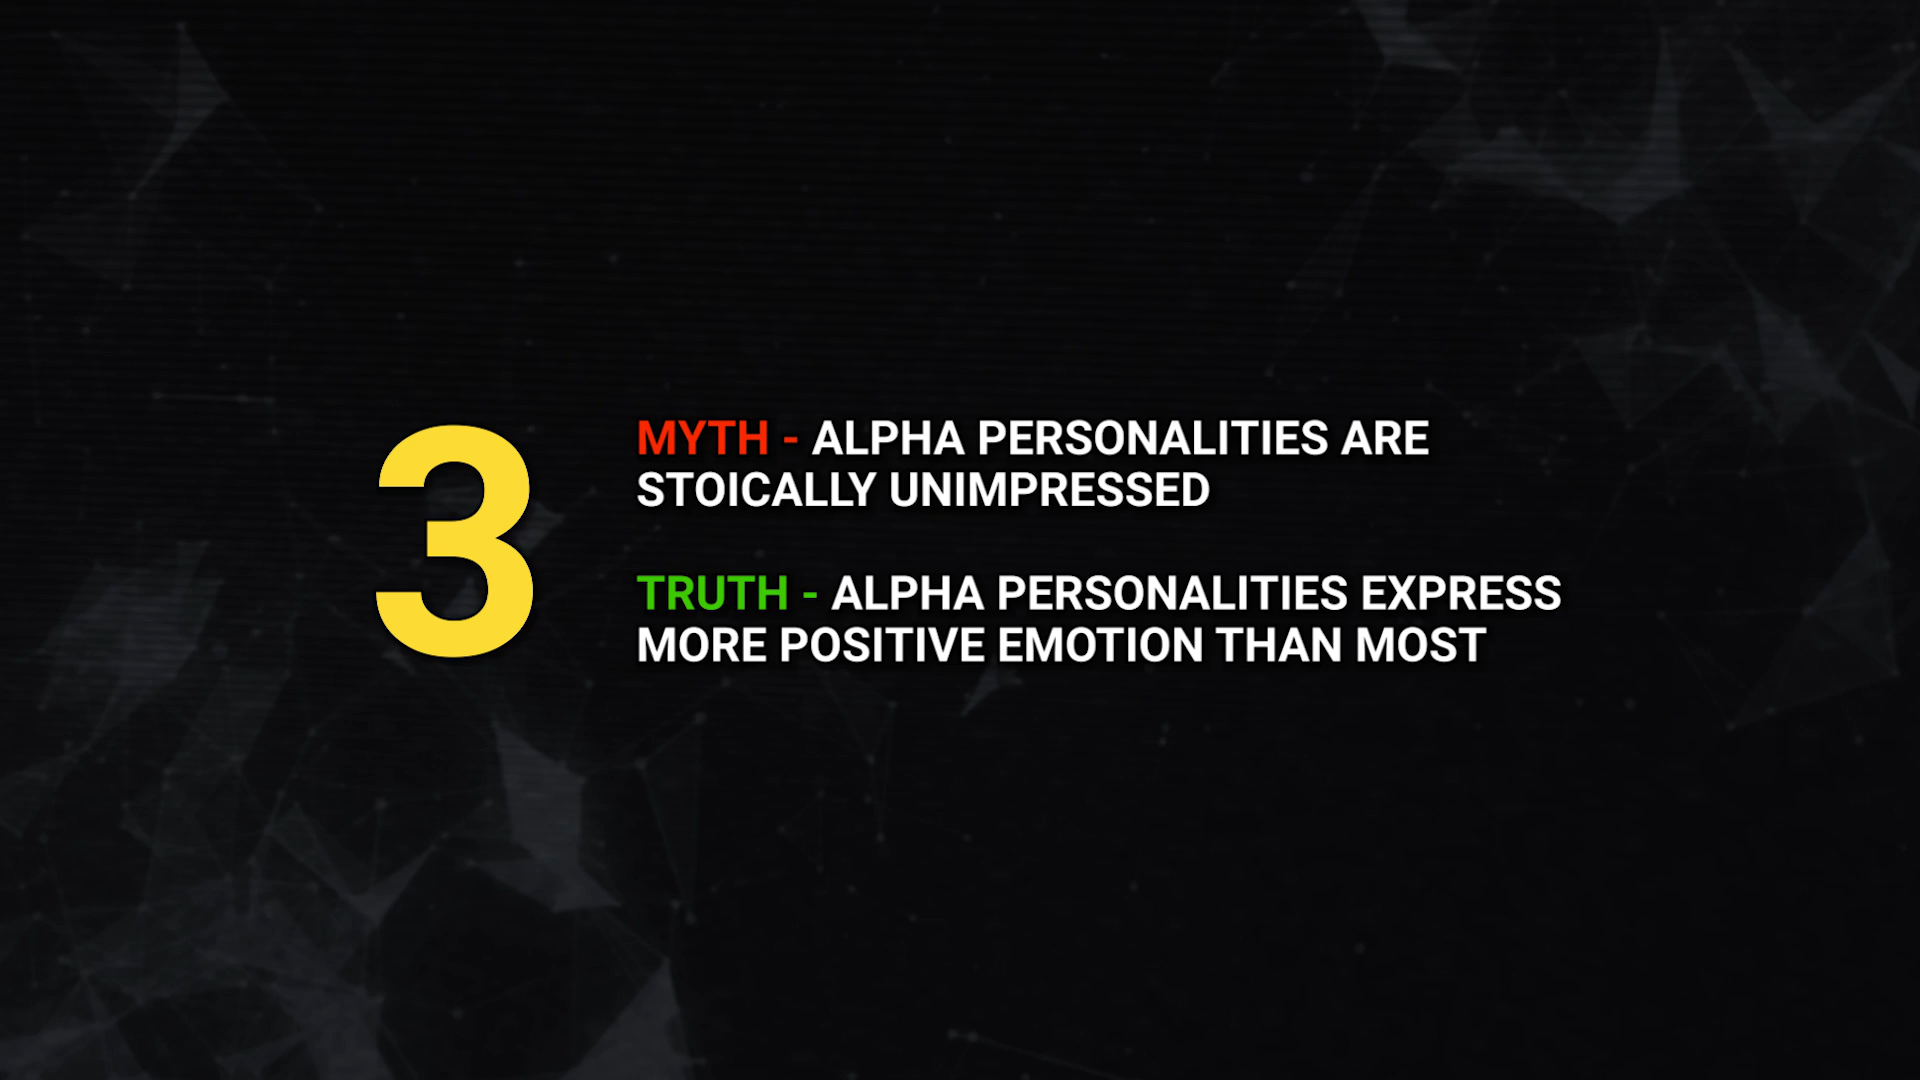 3
MYTH - ALPHA PERSONALITIES ARE
STOICALLY UNIMPRESSED
TRUTH - ALPHA PERSONALITIES EXPRESS
MORE POSITIVE EMOTION THAN MOST